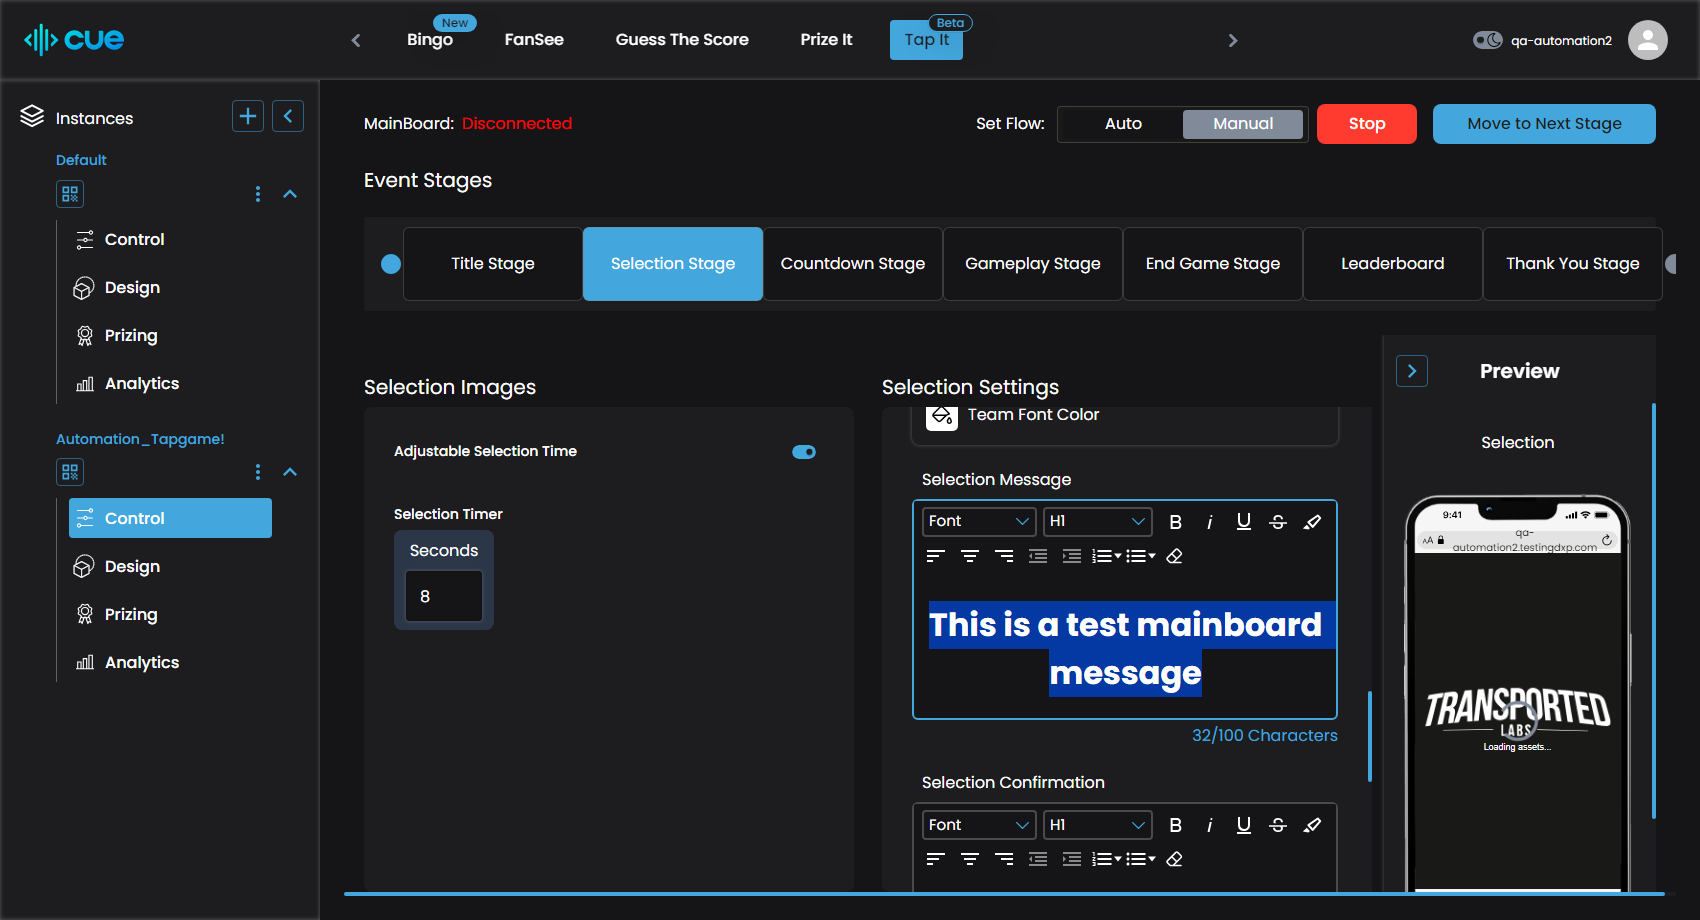 cue
New
Bingo
FanSee
Guess The Score
Prize It
Beta
Tap It
qa-automation2
Instances
Default
Control
Design
Prizing
Analytics
Automation_Tapgame!
Control
Design
Prizing
Analytics
MainBoard: Disconnected
Set Flow:
Auto
Manual
Stop
Move to Next Stage
Event Stages
Title Stage
Selection Stage
Countdown Stage
Gameplay Stage
End Game Stage
Leaderboard
Thank You Stage
Selection Images
Adjustable Selection Time
Selection Timer
Seconds
8
Selection Settings
Team Font Color
Selection Message
Font
H1
B
i
U
S
This is a test mainboard
message
32/100 Characters
Selection Confirmation
Font
H1
B
i
U
S
Preview
Selection
9:41
AA
qa-
automation2.testingdxp.com
TRANSPORTED
LABS
Loading assets...